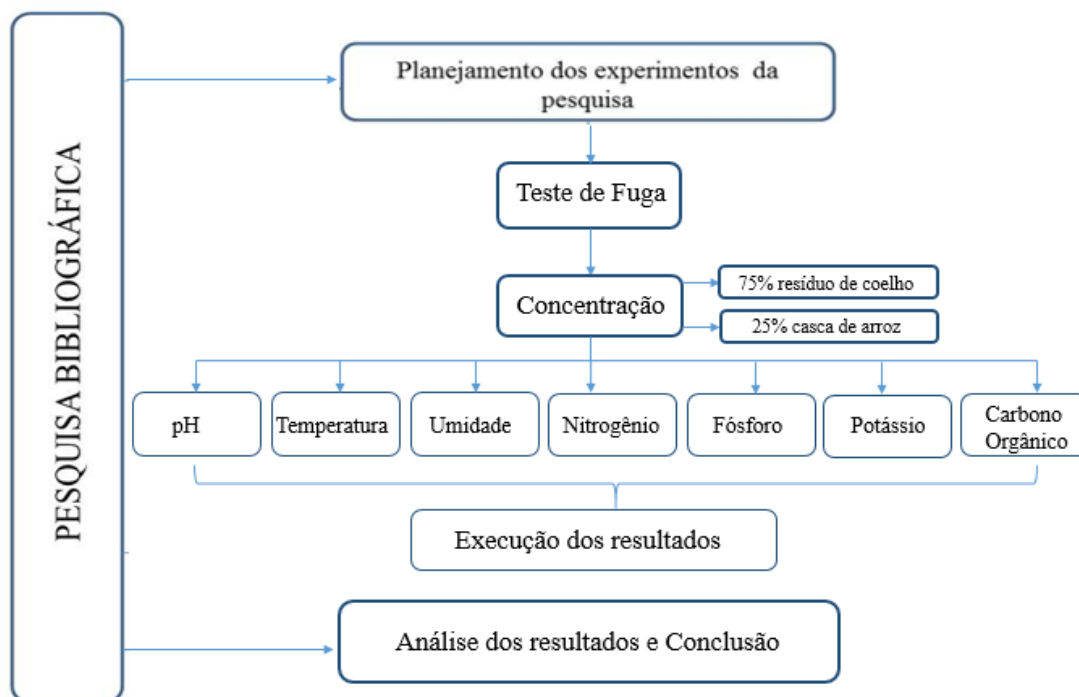 PESQUISA BIBLIOGRÁFICA
Planejamento dos experimentos da
pesquisa
Teste de Fuga
Concentração
75% resíduo de coelho
25% casca de arroz
pH
Temperatura
Umidade
Nitrogênio
Fósforo
Potássio
Carbono
Orgânico
Execução dos resultados
Análise dos resultados e Conclusão